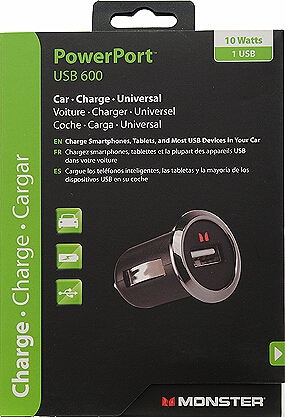 10 Watts
1 USB
PowerPort™
USB 600
Car • Charge • Universal
Voiture • Charger • Universel
Coche • Carga • Universal
EN Charge Smartphones, Tablets, and Most USB Devices in Your Car
FR Chargez smartphones, tablettes et la plupart des appareils USB
dans votre voiture
ES Cargue los teléfonos inteligentes, las tabletas y la mayoría de los
dispositivos USB en su coche
Charge • Charge • Cargar
MONSTER